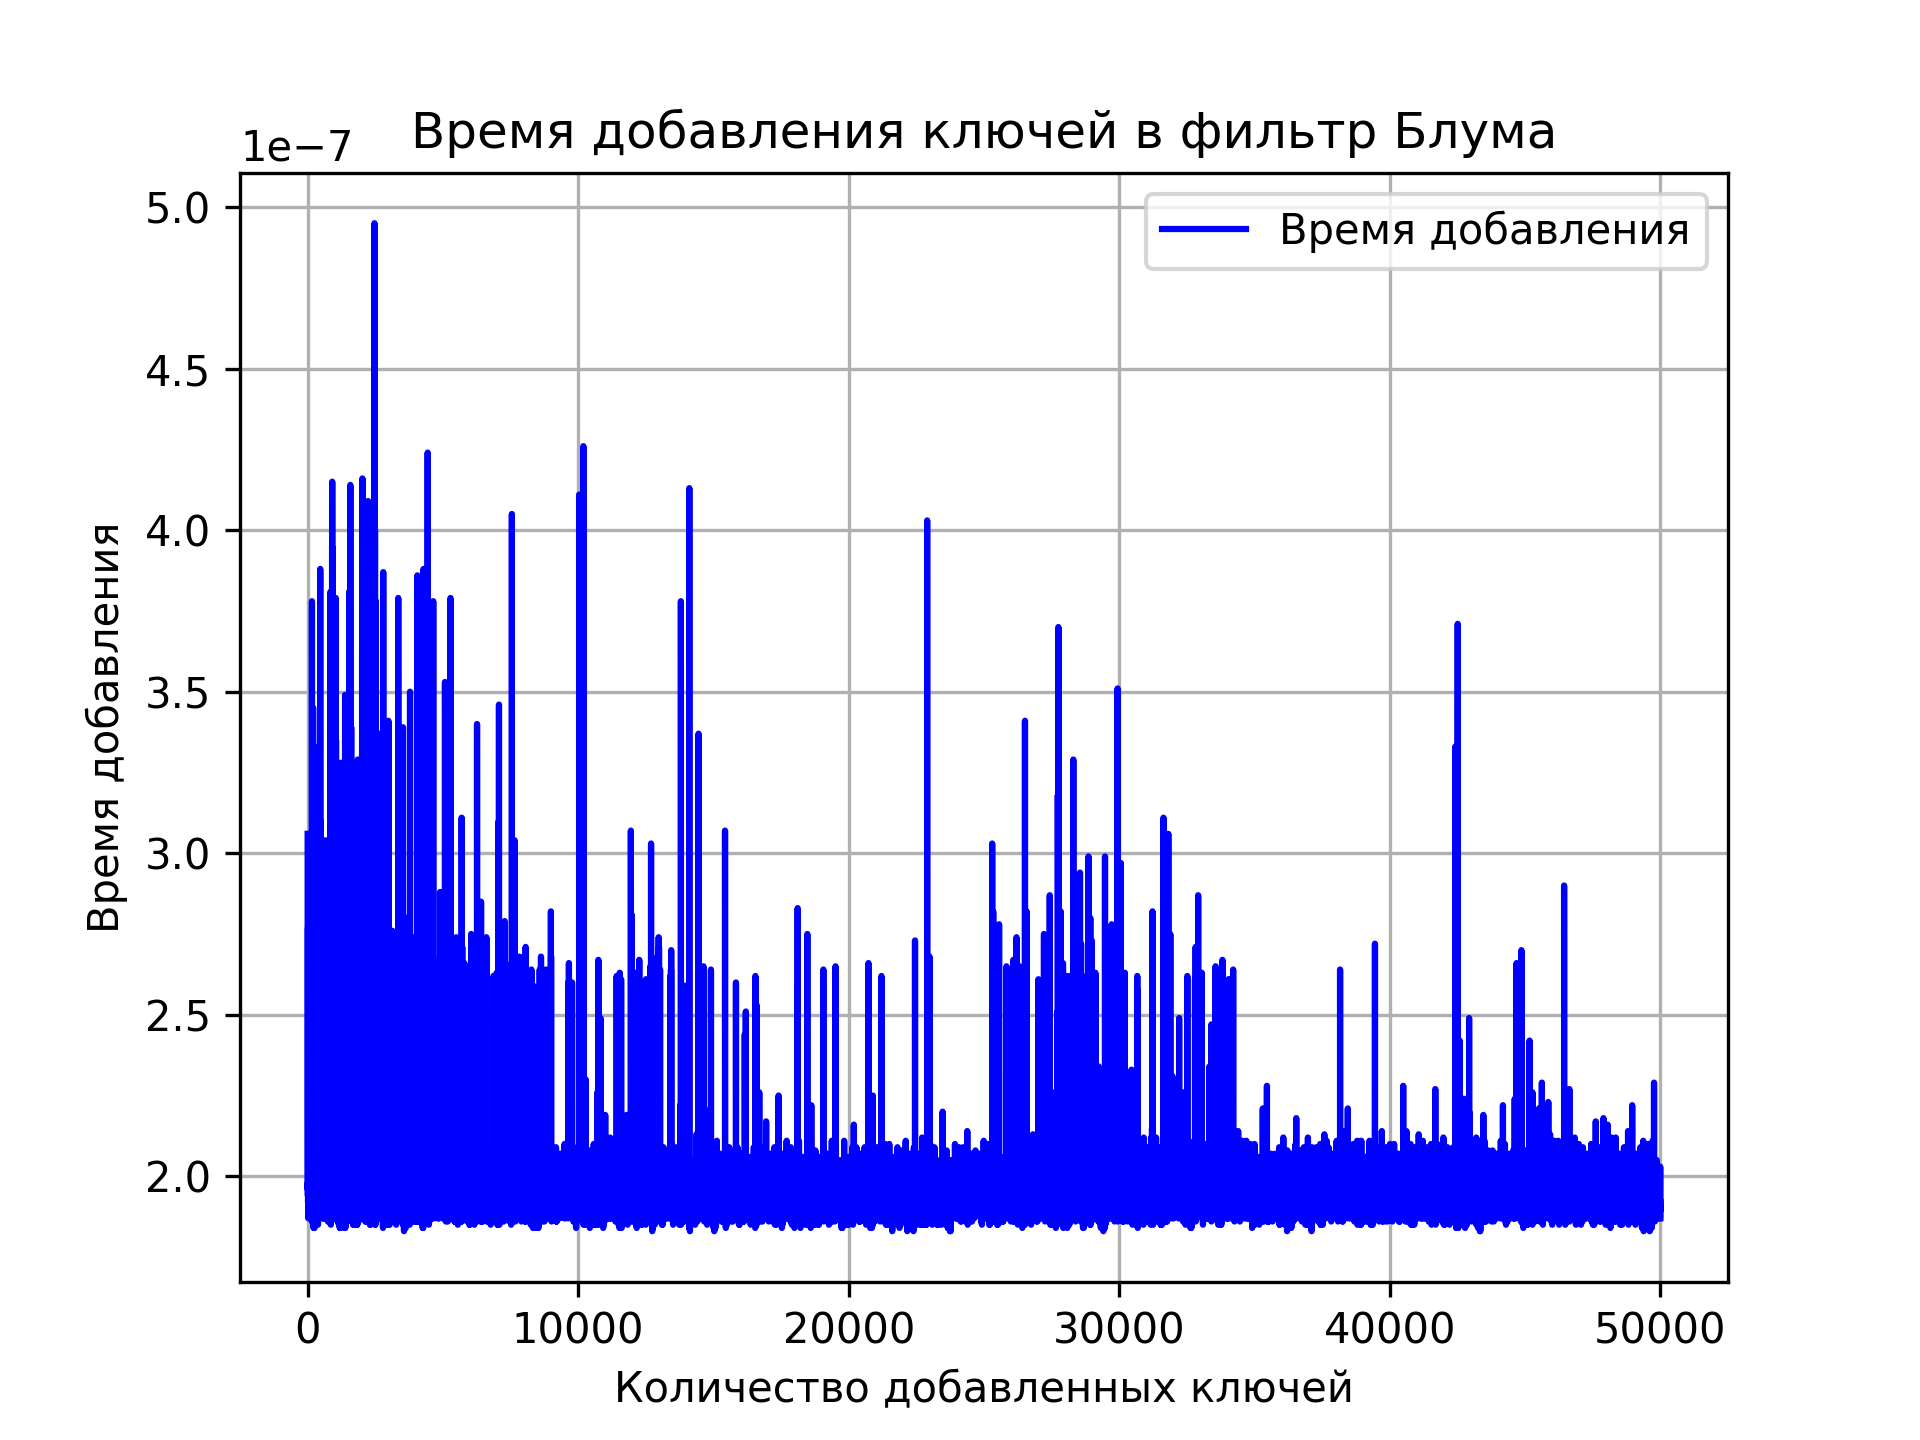 Время добавления ключей в фильтр Блума
1e−7
Время добавления
5.0
4.5
4.0
3.5
3.0
2.5
2.0
Время добавления
0 10000 20000 30000 40000 50000
Количество добавленных ключей